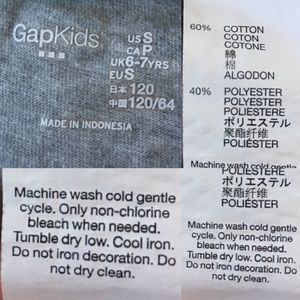 GapKids
US S
CA P
UK 6-7YRS
EU S
日本 120
中国 120/64
MADE IN INDONESIA
60% COTTON
COTON
COTONE
綿
棉
ALGODON
40% POLYESTER
POLYESTER
POLIESTERE
ポリエステル
聚酯纤维
POLIÉSTER
Machine wash cold gentle
POLIESTERE
ポリエステル
聚酯纤维
POLIÉSTER
Machine wash cold gentle
cycle. Only non-chlorine
bleach when needed.
Tumble dry low. Cool iron.
Do not iron decoration. Do
not dry clean.
Machine wash cold gentle
cycle. Only non-chlorine
bleach when needed.
Tumble dry low. Cool iron.
Do not iron decoration. Do
not dry clean.